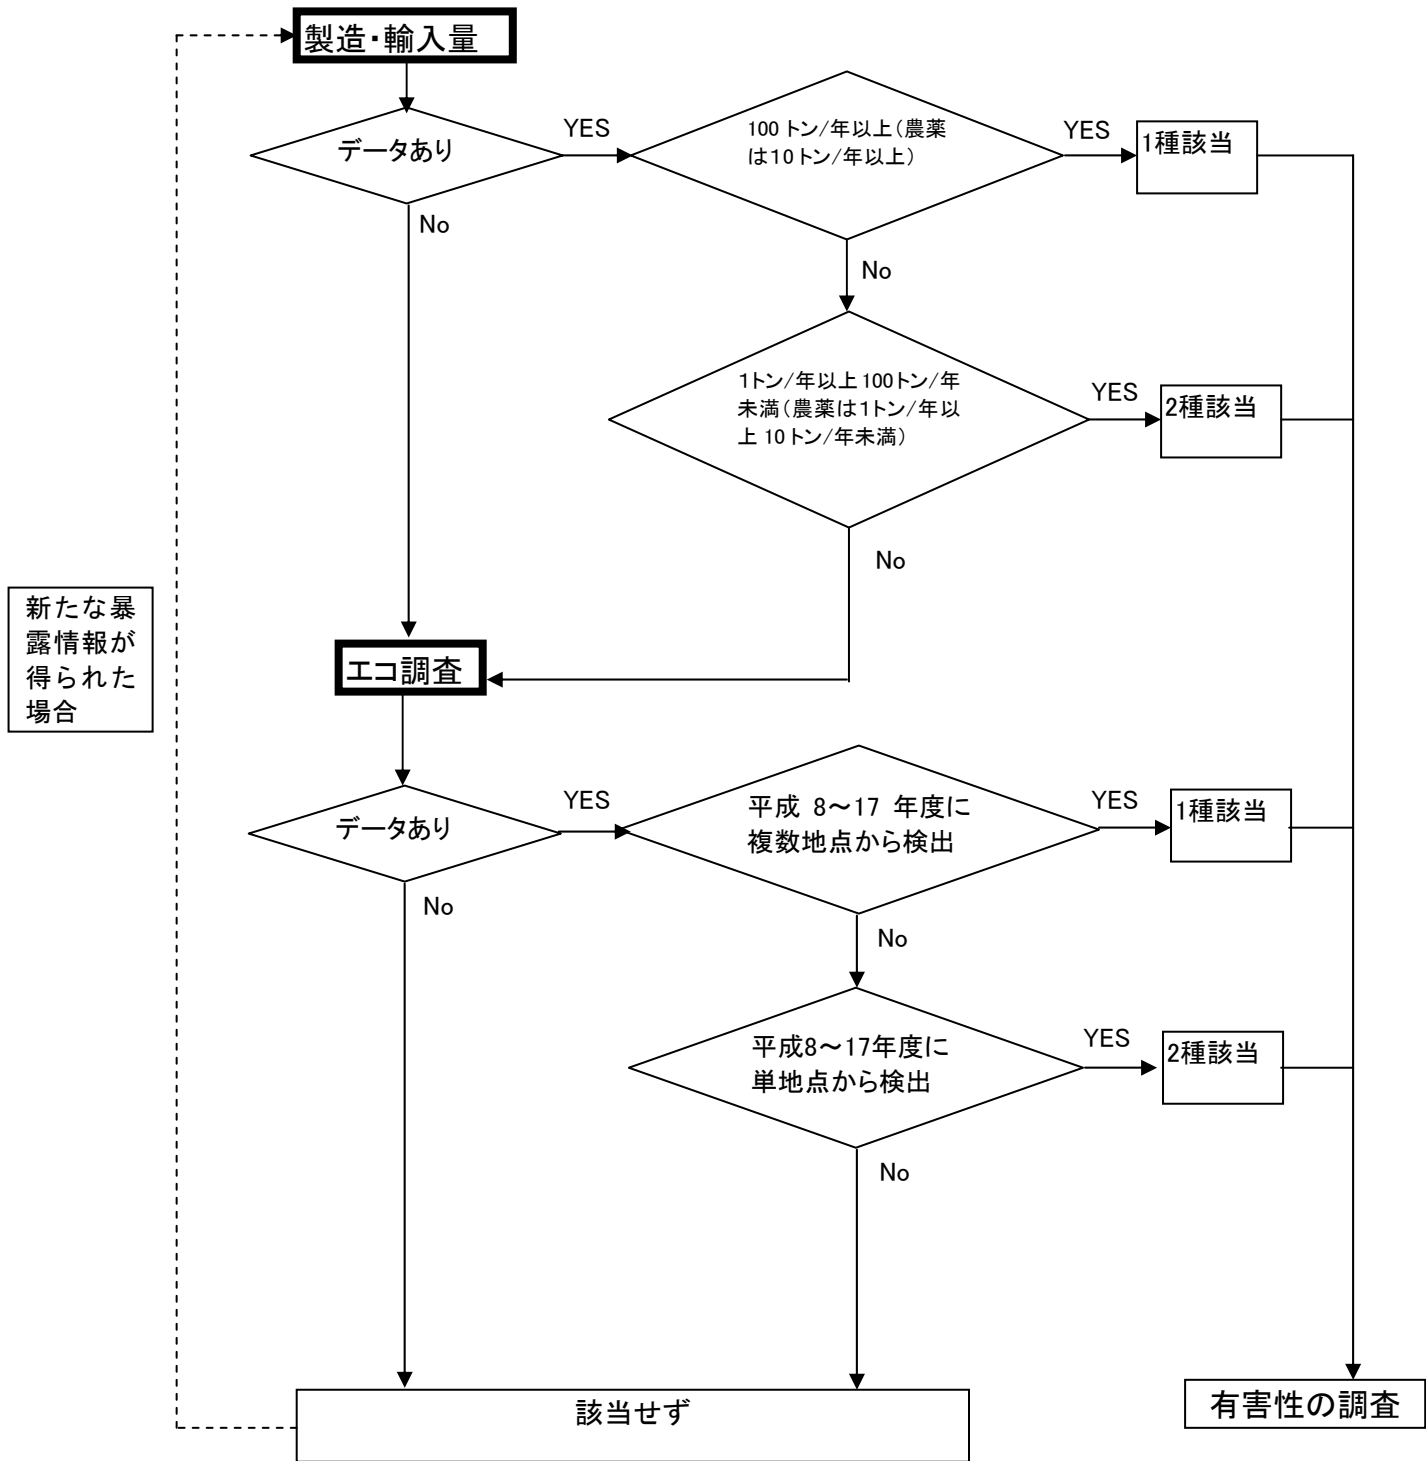 製造・輸入量
データあり
YES
100 トン/年以上(農薬
は10トン/年以上)
YES
1種該当
No
No
1トン/年以上 100トン/年
未満(農薬は1トン/年以
上 10トン/年未満)
YES
2種該当
No
新たな暴
露情報が
得られた
場合
エコ調査
データあり
YES
平成 8～17 年度に
複数地点から検出
YES
1種該当
No
No
平成8～17年度に
単地点から検出
YES
2種該当
No
該当せず
有害性の調査